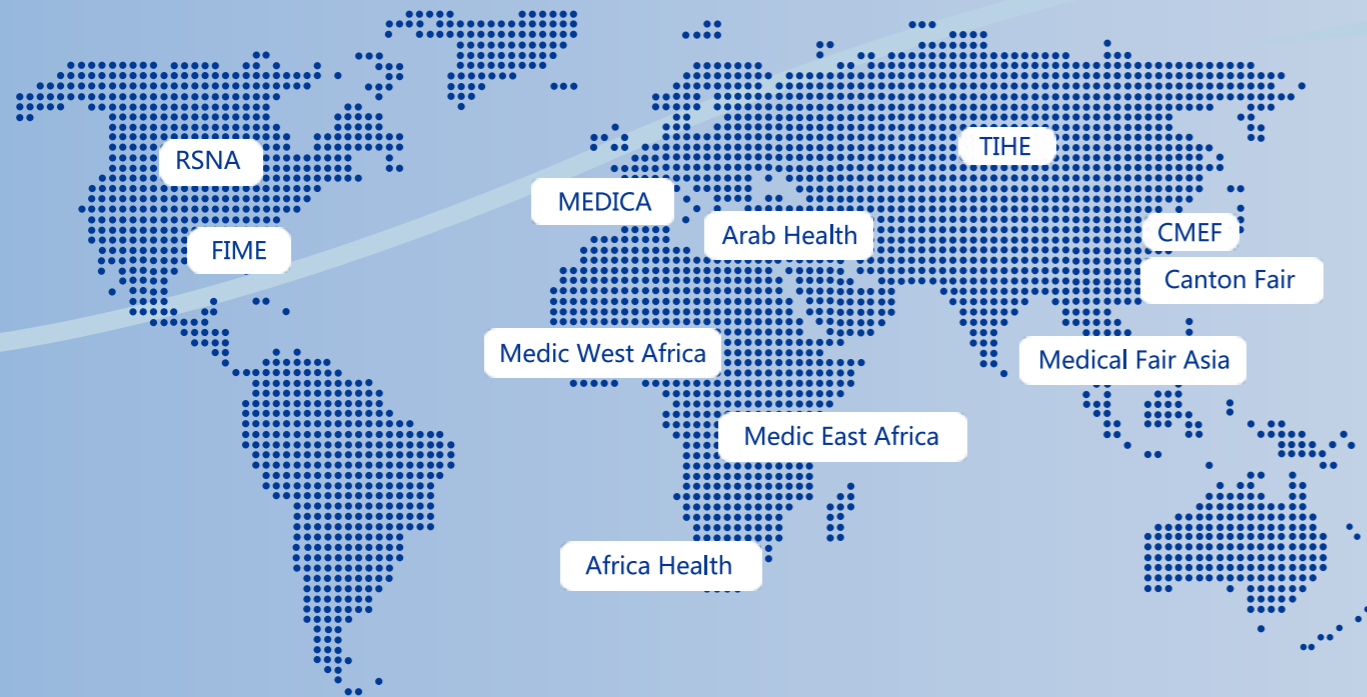 RSNA
TIHE
MEDICA
Arab Health
CMEF
FIME
Canton Fair
Medic West Africa
Medical Fair Asia
Medic East Africa
Africa Health